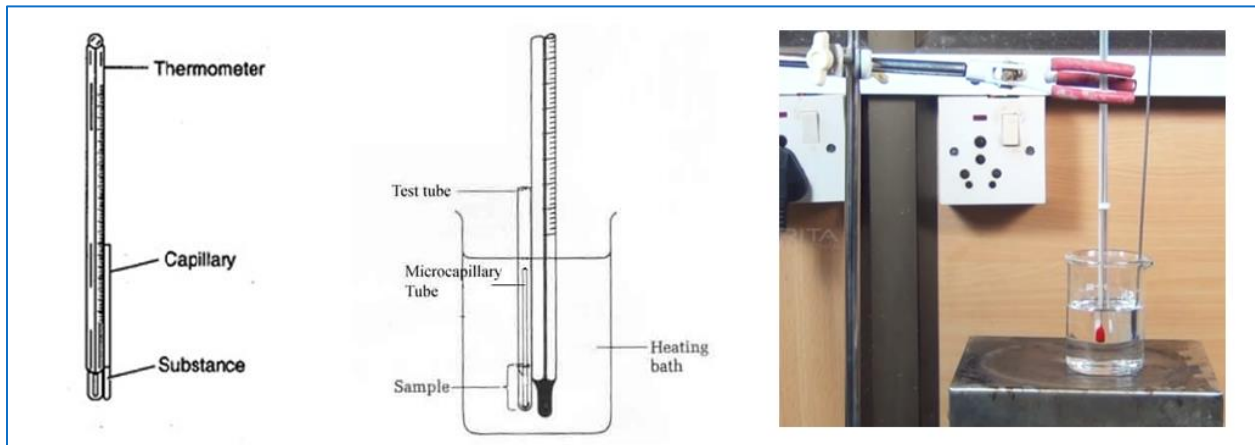 Thermometer
Capillary
Substance
Test tube
Microcapillary
Tube
Sample
Heating
bath